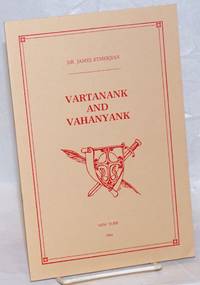 DR. JAMES ETMEKJIAN
VARTANANK
AND
VAHANYANK
NEW YORK